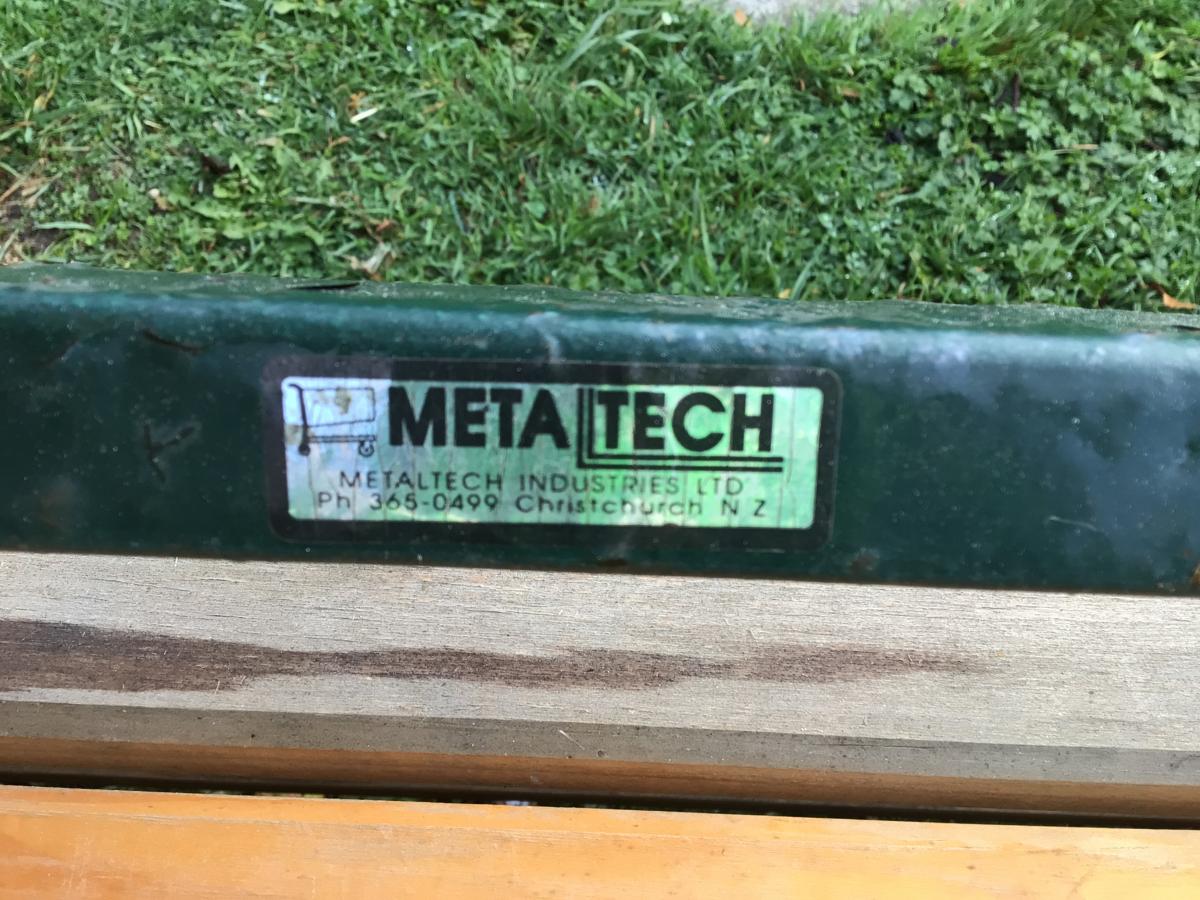 METALTECH
METALTECH INDUSTRIES LTD
Ph 365-0499 Christchurch N Z